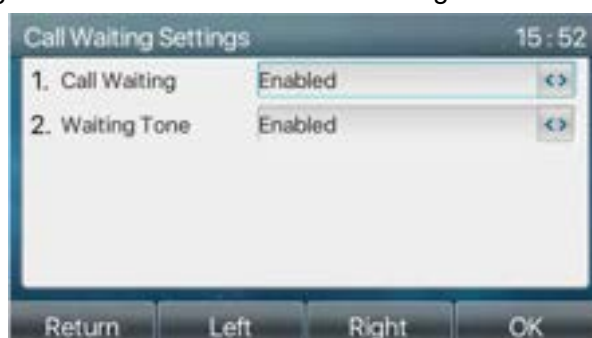 Call Waiting Settings 15:52
1. Call Waiting Enabled
2. Waiting Tone Enabled
Return Left Right OK